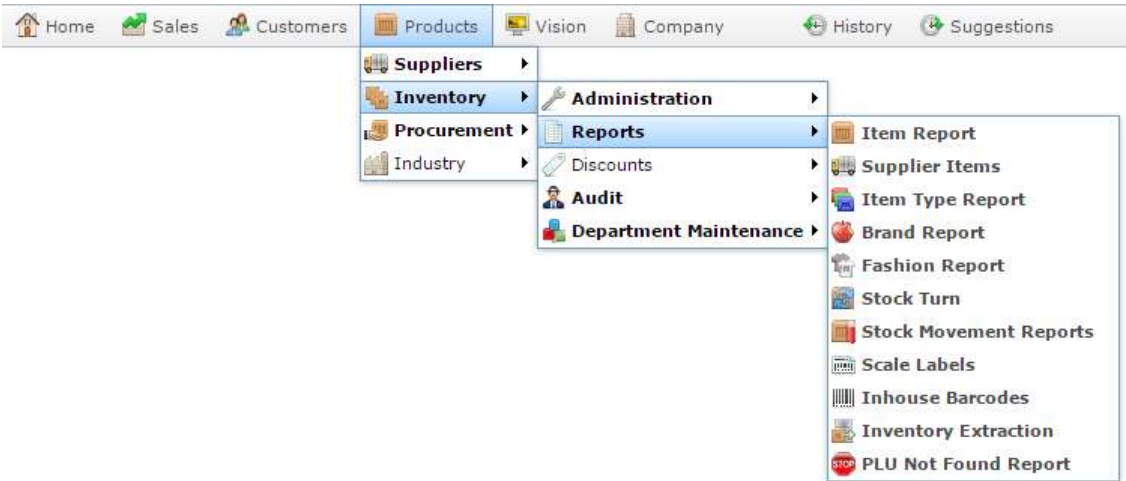 Home Sales Customers Products Vision Company History Suggestions
Suppliers
Inventory
Procurement
Industry
Administration
Reports
Discounts
Audit
Department Maintenance
Item Report
Supplier Items
Item Type Report
Brand Report
Fashion Report
Stock Turn
Stock Movement Reports
Scale Labels
Inhouse Barcodes
Inventory Extraction
STOP PLU Not Found Report